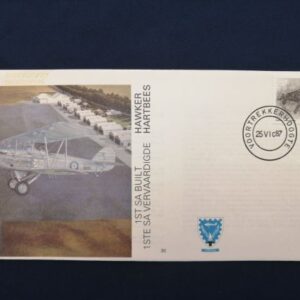 1ST SA BUILT HAWKER
1STE SA VERVAARDIGDE HARTBEES
VOORTREKKERHOOGTE
25 VI 87